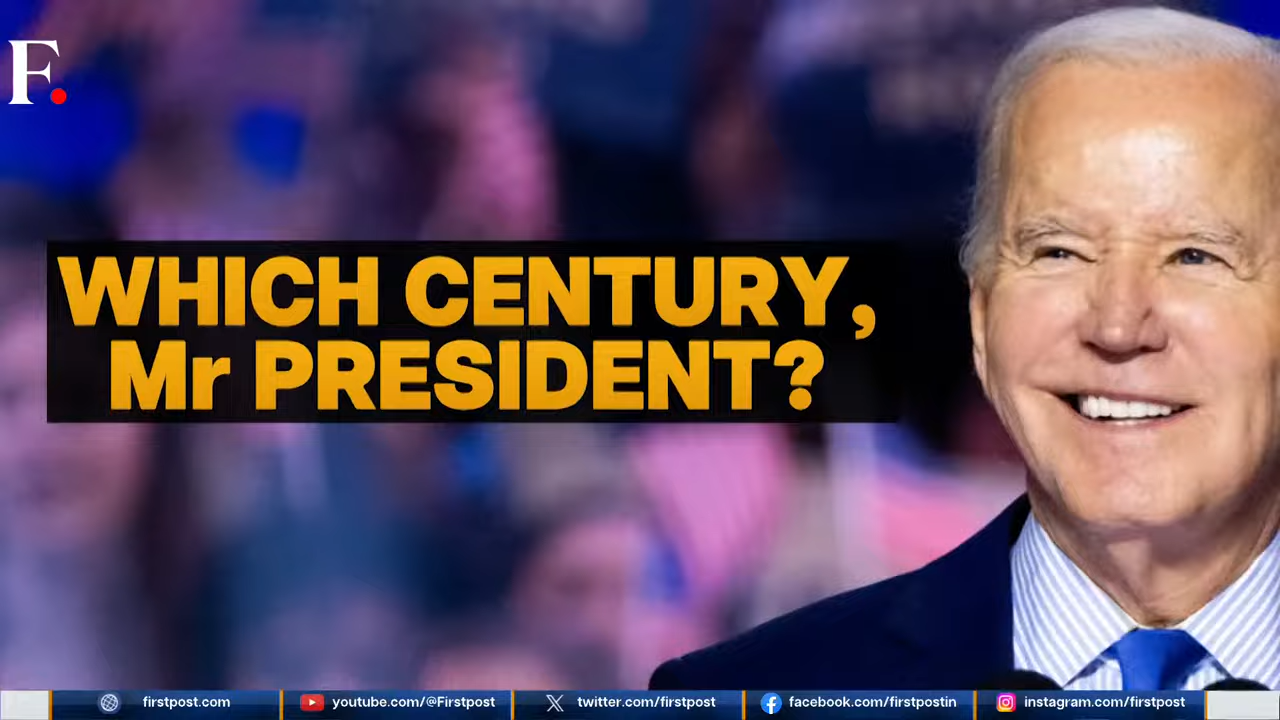 F.
WHICH CENTURY,
Mr PRESIDENT?
firstpost.com
youtube.com/@Firstpost
twitter.com/firstpost
facebook.com/firstpostin
instagram.com/firstpost